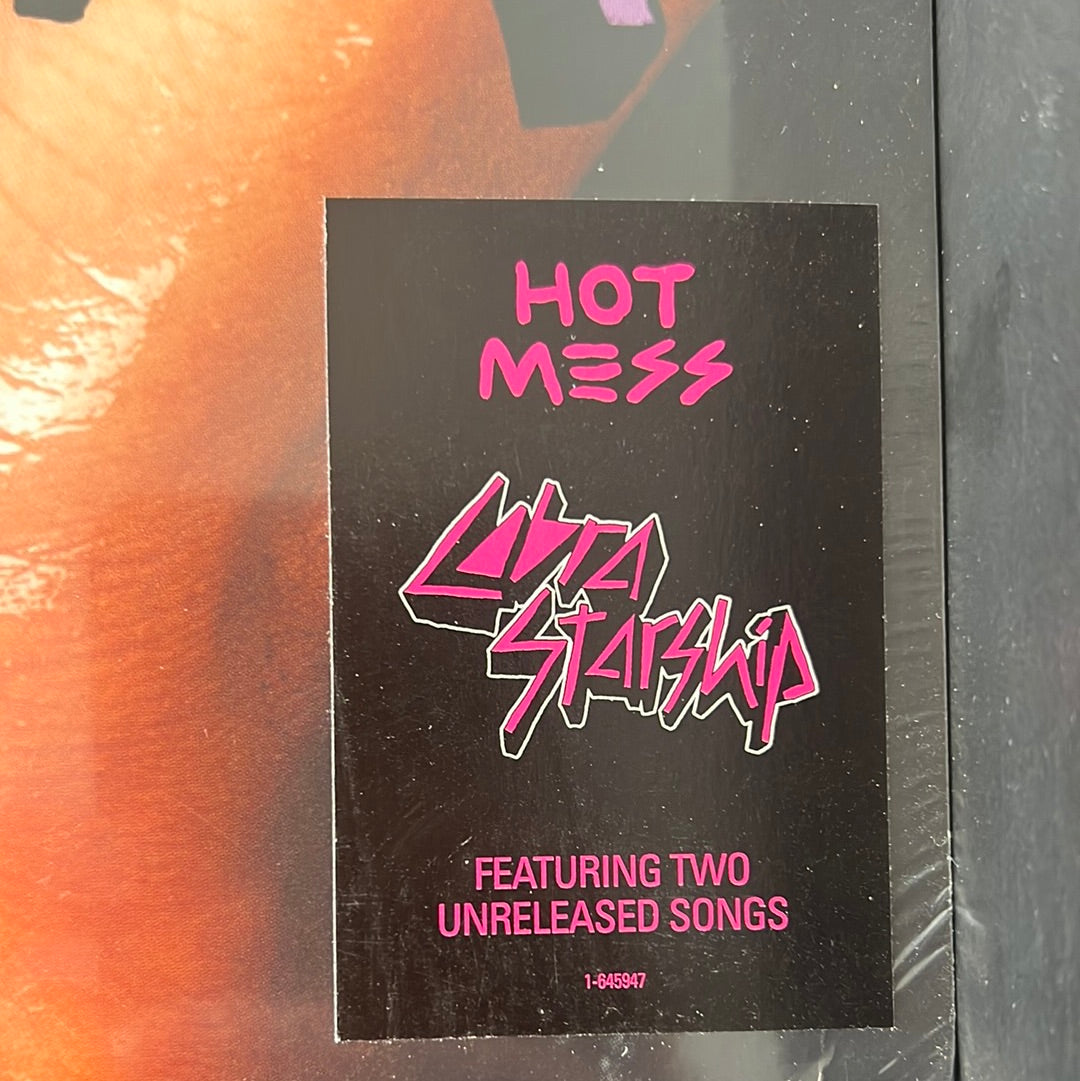 HOT
MESS
Cobra
Starship
FEATURING TWO
UNRELEASED SONGS
1-645947